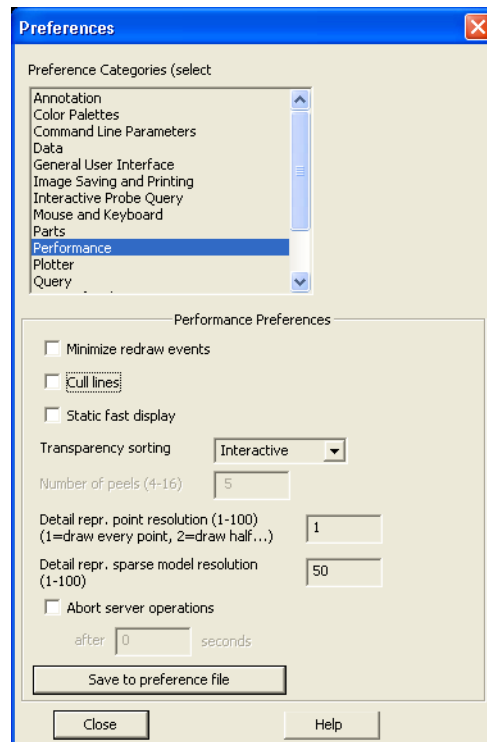 Preferences
Preference Categories (select
Annotation
Color Palettes
Command Line Parameters
Data
General User Interface
Image Saving and Printing
Interactive Probe Query
Mouse and Keyboard
Parts
Performance
Plotter
Query
Performance Preferences
Minimize redraw events
Cull lines
Static fast display
Transparency sorting Interactive
Number of peels (4-16) 5
Detail repr. point resolution (1-100)
(1=draw every point, 2=draw half...) 1
Detail repr. sparse model resolution
(1-100) 50
Abort server operations
after 0 seconds
Save to preference file
Close Help